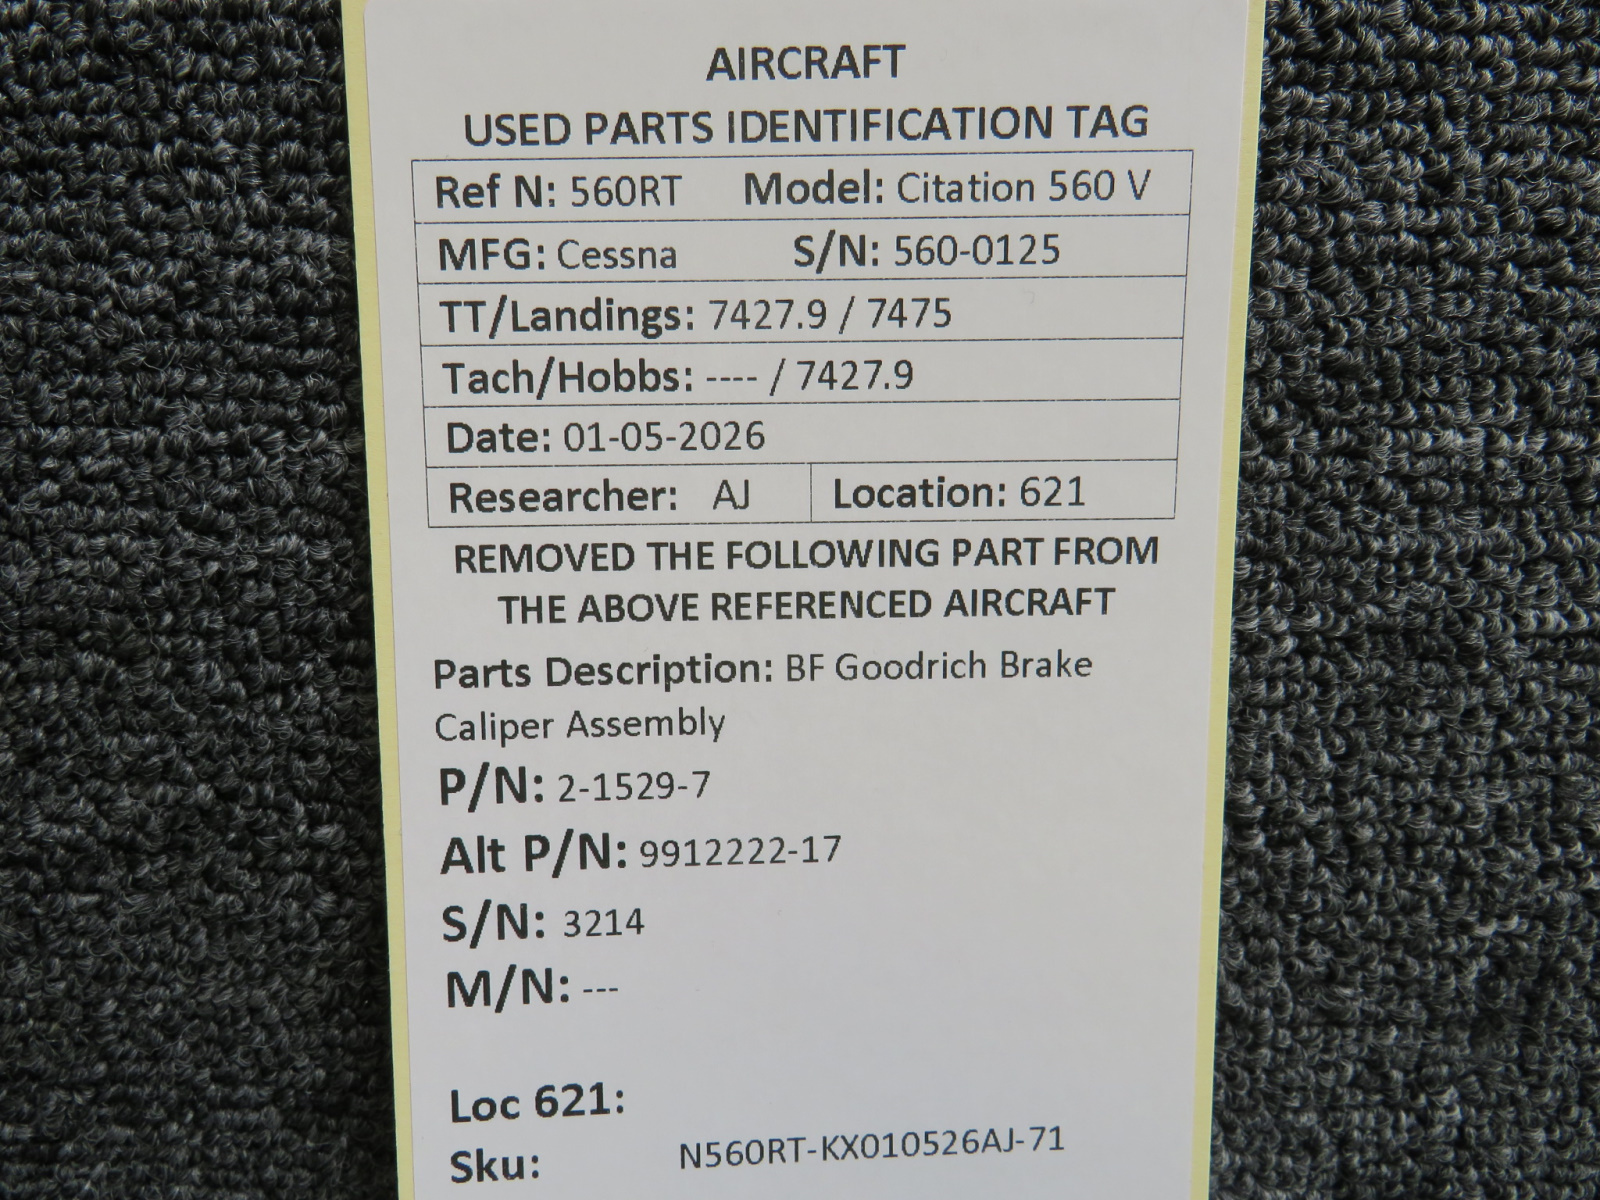 AIRCRAFT
USED PARTS IDENTIFICATION TAG
Ref N: 560RT Model: Citation 560 V
MFG: Cessna S/N: 560-0125
TT/Landings: 7427.9 / 7475
Tach/Hobbs: ---- / 7427.9
Date: 01-05-2026
Researcher: AJ Location: 621
REMOVED THE FOLLOWING PART FROM
THE ABOVE REFERENCED AIRCRAFT
Parts Description: BF Goodrich Brake
Caliper Assembly
P/N: 2-1529-7
Alt P/N: 9912222-17
S/N: 3214
M/N: ---
Loc 621:
Sku: N560RT-KX010526AJ-71